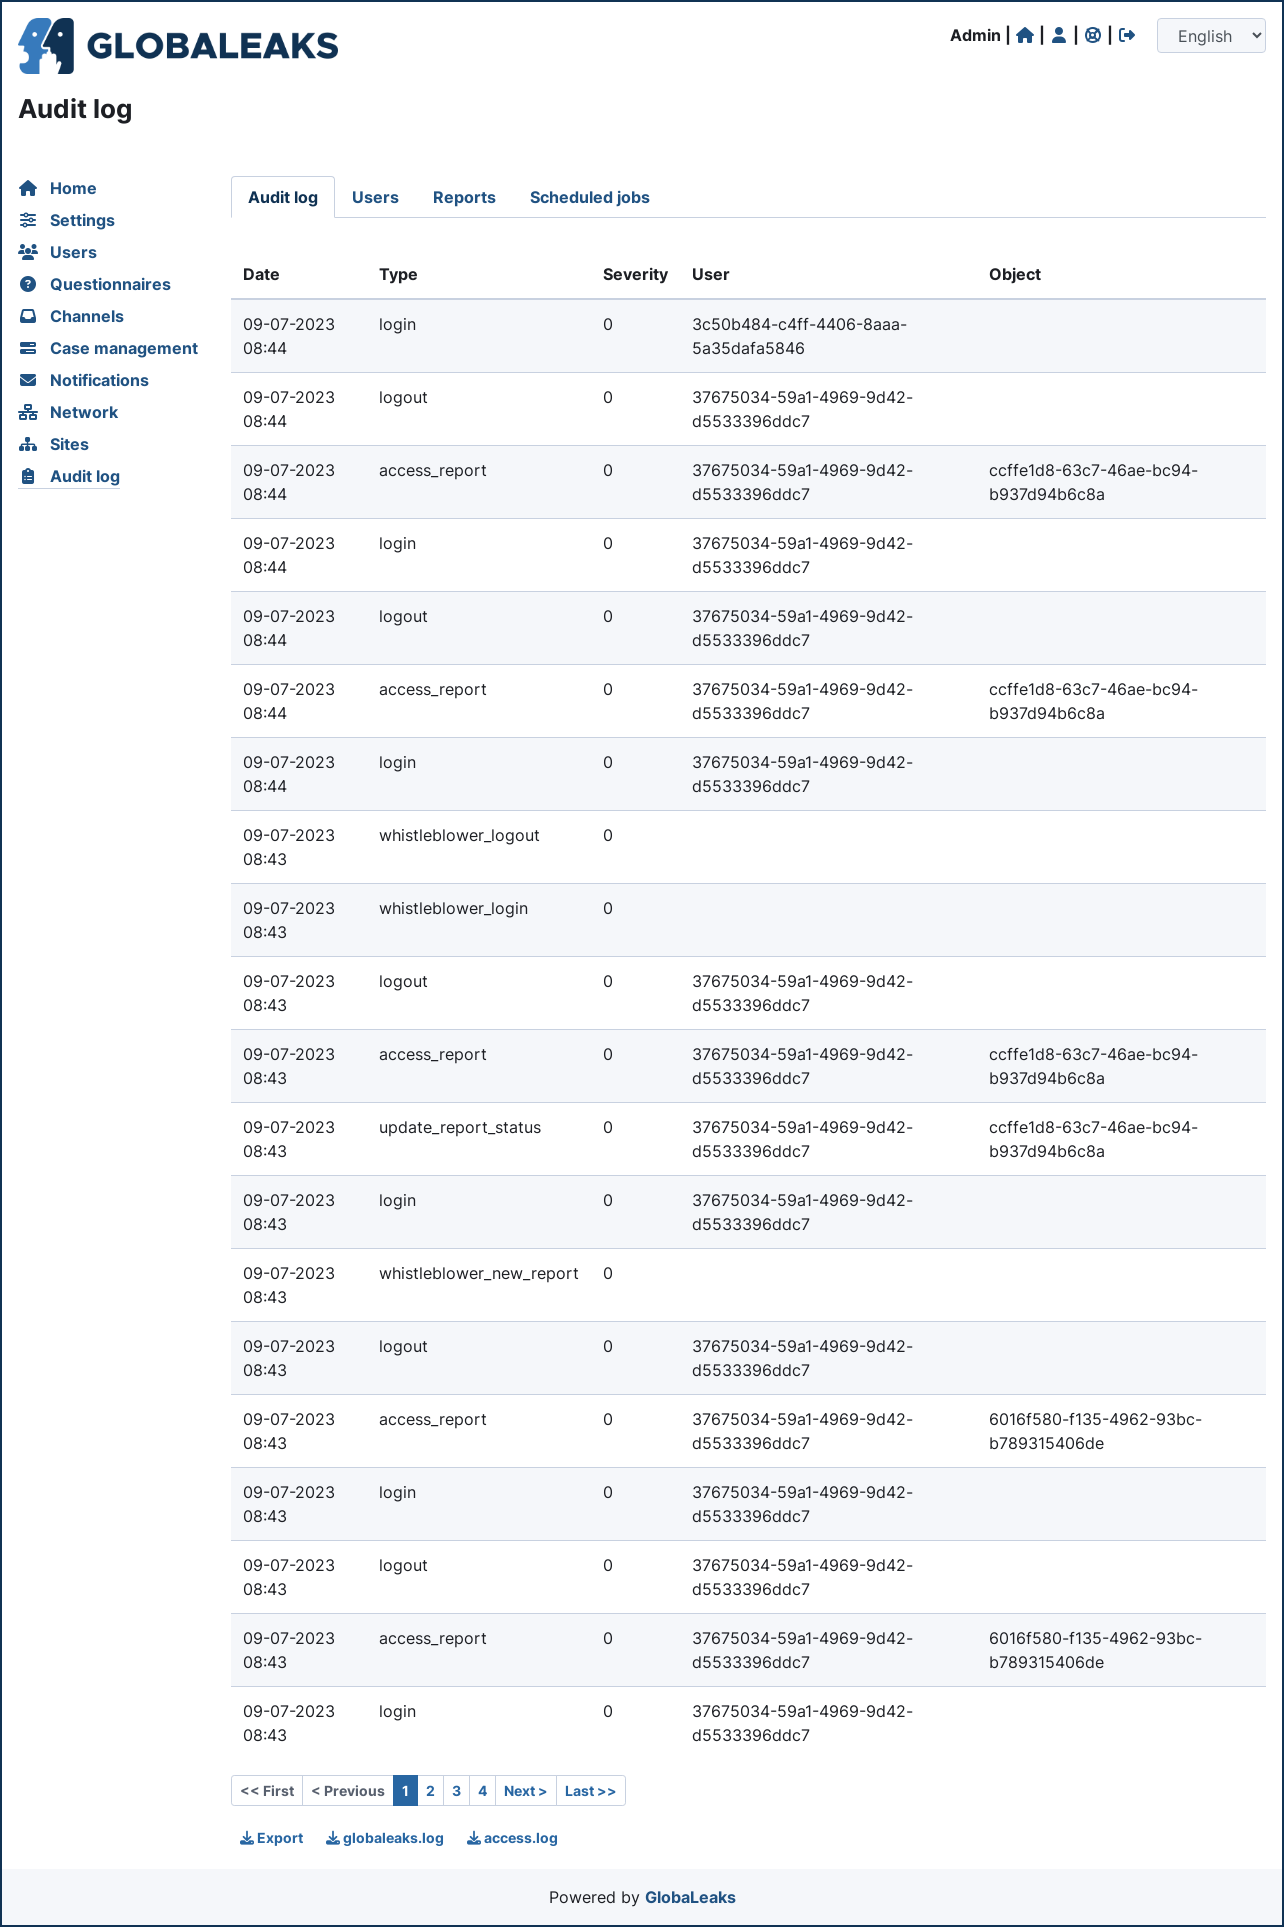 GLOBALEAKS
Admin | | | |
English
Audit log
Home
Settings
Users
Questionnaires
Channels
Case management
Notifications
Network
Sites
Audit log
Audit log Users Reports Scheduled jobs
Date Type Severity User Object
09-07-2023 login 0 3c50b484-c4ff-4406-8aaa-
08:44 5a35dafa5846
09-07-2023 logout 0 37675034-59a1-4969-9d42-
08:44 d5533396ddc7
09-07-2023 access_report 0 37675034-59a1-4969-9d42- ccffe1d8-63c7-46ae-bc94-
08:44 d5533396ddc7 b937d94b6c8a
09-07-2023 login 0 37675034-59a1-4969-9d42-
08:44 d5533396ddc7
09-07-2023 logout 0 37675034-59a1-4969-9d42-
08:44 d5533396ddc7
09-07-2023 access_report 0 37675034-59a1-4969-9d42- ccffe1d8-63c7-46ae-bc94-
08:44 d5533396ddc7 b937d94b6c8a
09-07-2023 login 0 37675034-59a1-4969-9d42-
08:44 d5533396ddc7
09-07-2023 whistleblower_logout 0
08:43
09-07-2023 whistleblower_login 0
08:43
09-07-2023 logout 0 37675034-59a1-4969-9d42-
08:43 d5533396ddc7
09-07-2023 access_report 0 37675034-59a1-4969-9d42- ccffe1d8-63c7-46ae-bc94-
08:43 d5533396ddc7 b937d94b6c8a
09-07-2023 update_report_status 0 37675034-59a1-4969-9d42- ccffe1d8-63c7-46ae-bc94-
08:43 d5533396ddc7 b937d94b6c8a
09-07-2023 login 0 37675034-59a1-4969-9d42-
08:43 d5533396ddc7
09-07-2023 whistleblower_new_report 0
08:43
09-07-2023 logout 0 37675034-59a1-4969-9d42-
08:43 d5533396ddc7
09-07-2023 access_report 0 37675034-59a1-4969-9d42- 6016f580-f135-4962-93bc-
08:43 d5533396ddc7 b789315406de
09-07-2023 login 0 37675034-59a1-4969-9d42-
08:43 d5533396ddc7
09-07-2023 logout 0 37675034-59a1-4969-9d42-
08:43 d5533396ddc7
09-07-2023 access_report 0 37675034-59a1-4969-9d42- 6016f580-f135-4962-93bc-
08:43 d5533396ddc7 b789315406de
09-07-2023 login 0 37675034-59a1-4969-9d42-
08:43 d5533396ddc7
<< First < Previous 1 2 3 4 Next > Last >>
Export globaleaks.log access.log
Powered by GlobaLeaks